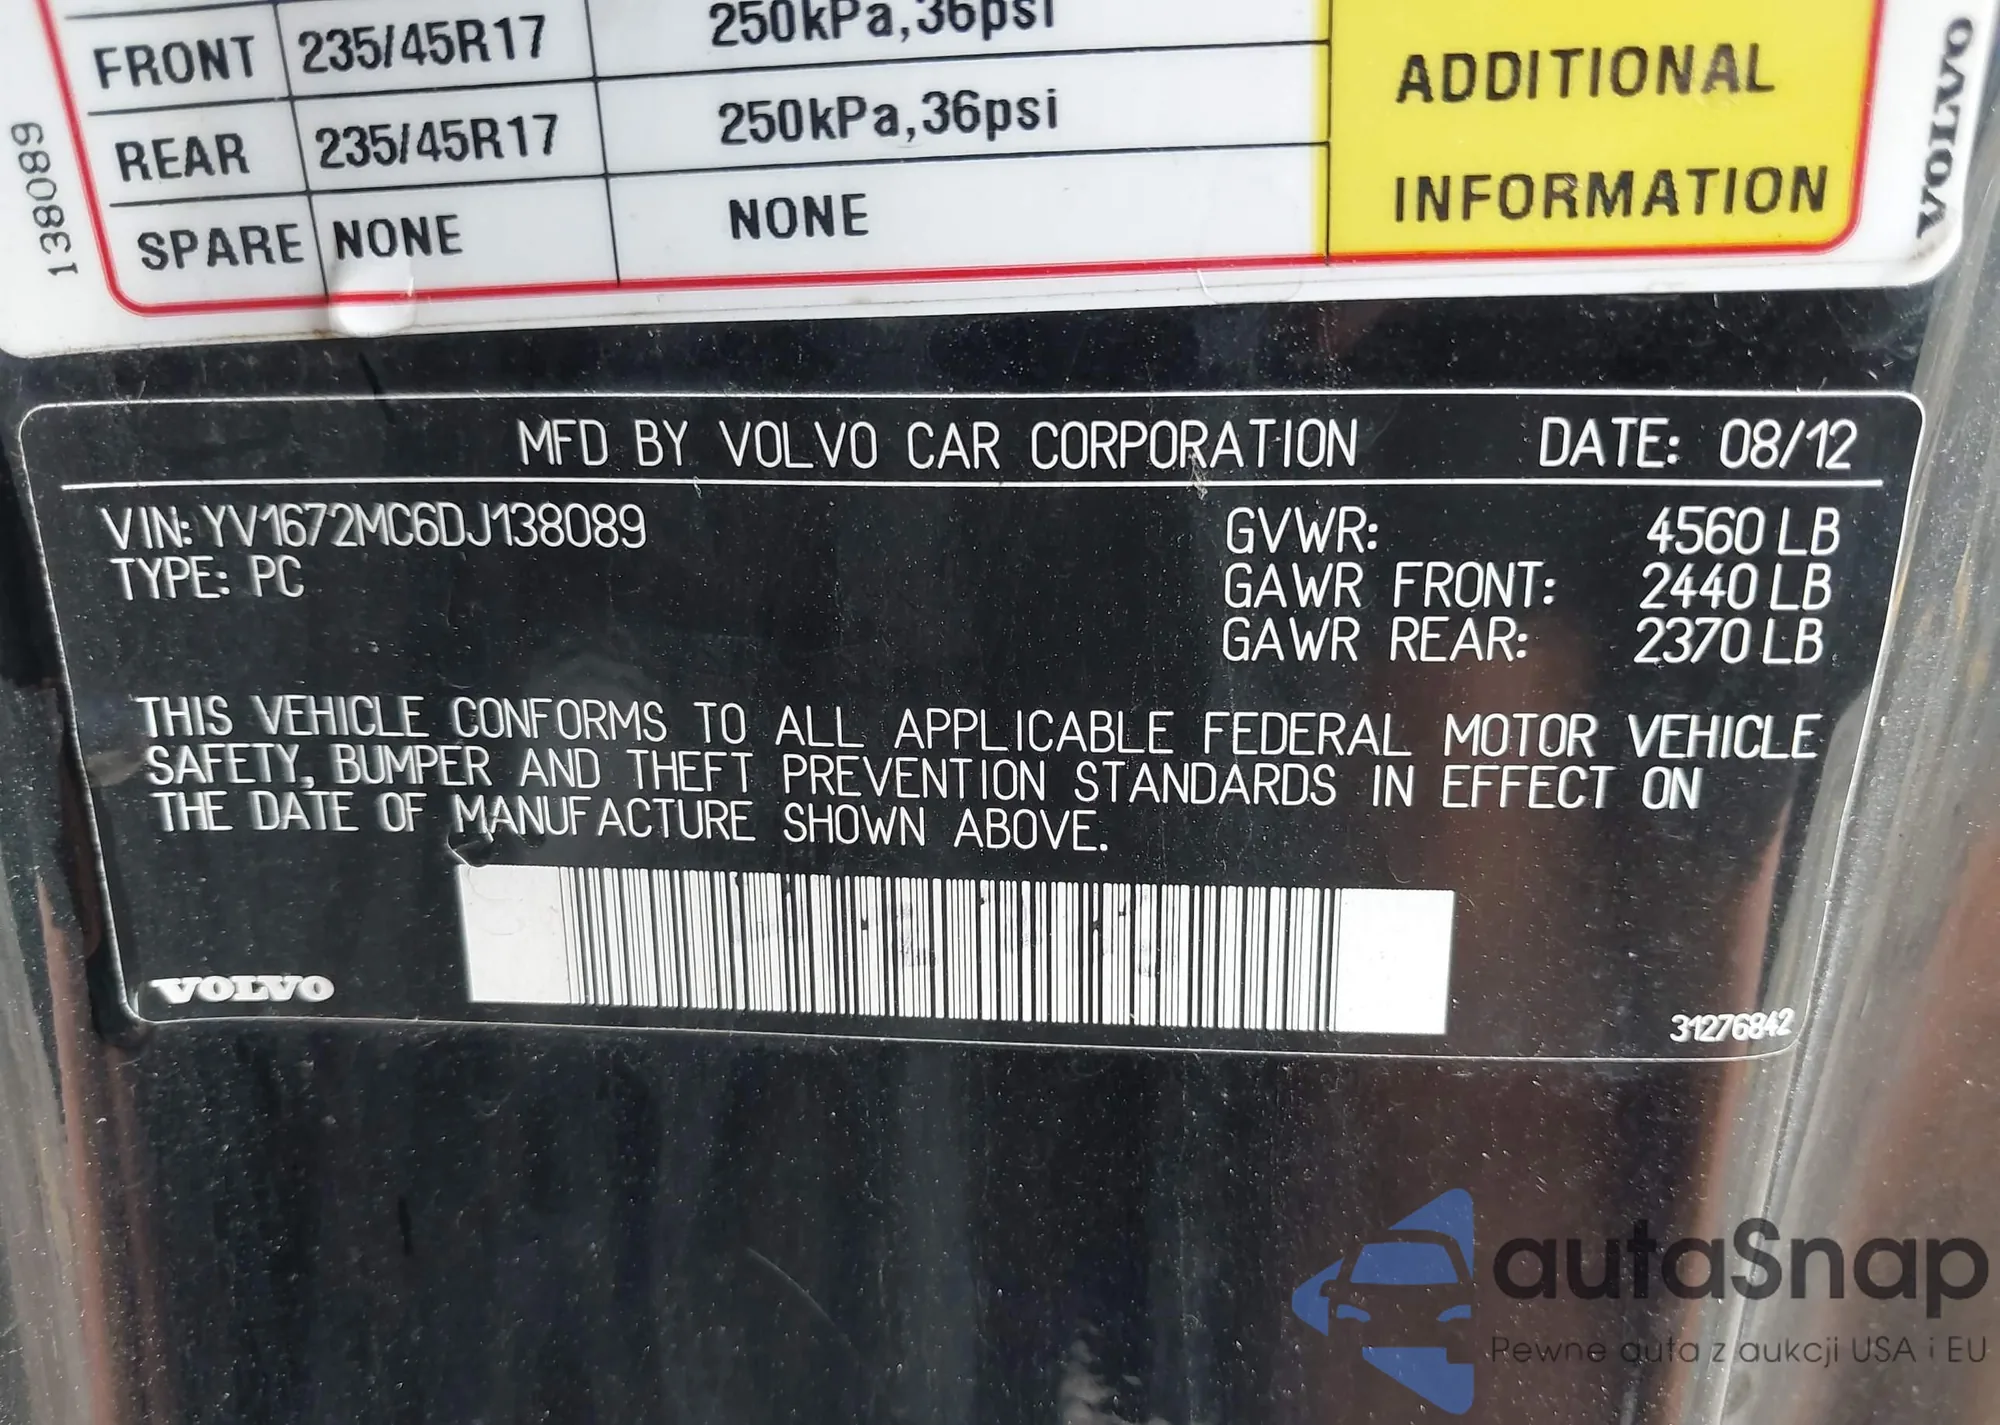 FRONT 235/45R17 250kPa,36psi
REAR 235/45R17 250kPa,36psi
SPARE NONE NONE
ADDITIONAL
INFORMATION
138089
VOLVO
MFD BY VOLVO CAR CORPORATION DATE: 08/12
VIN: YV1672MC6DJ138089
TYPE: PC
GVWR: 4560 LB
GAWR FRONT: 2440 LB
GAWR REAR: 2370 LB
THIS VEHICLE CONFORMS TO ALL APPLICABLE FEDERAL MOTOR VEHICLE
SAFETY, BUMPER AND THEFT PREVENTION STANDARDS IN EFFECT ON
THE DATE OF MANUFACTURE SHOWN ABOVE.
VOLVO
31276842
autaSnap
Pewne auta z aukcji USA i EU